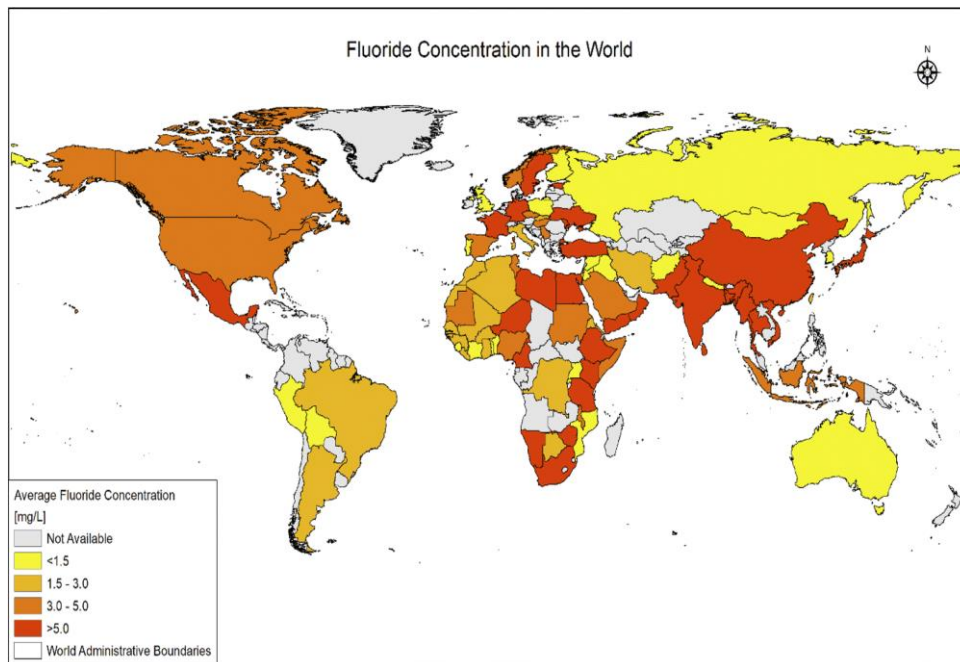 Fluoride Concentration in the World
N
Average Fluoride Concentration
[mg/L]
Not Available
<1.5
1.5 - 3.0
3.0 - 5.0
>5.0
World Administrative Boundaries